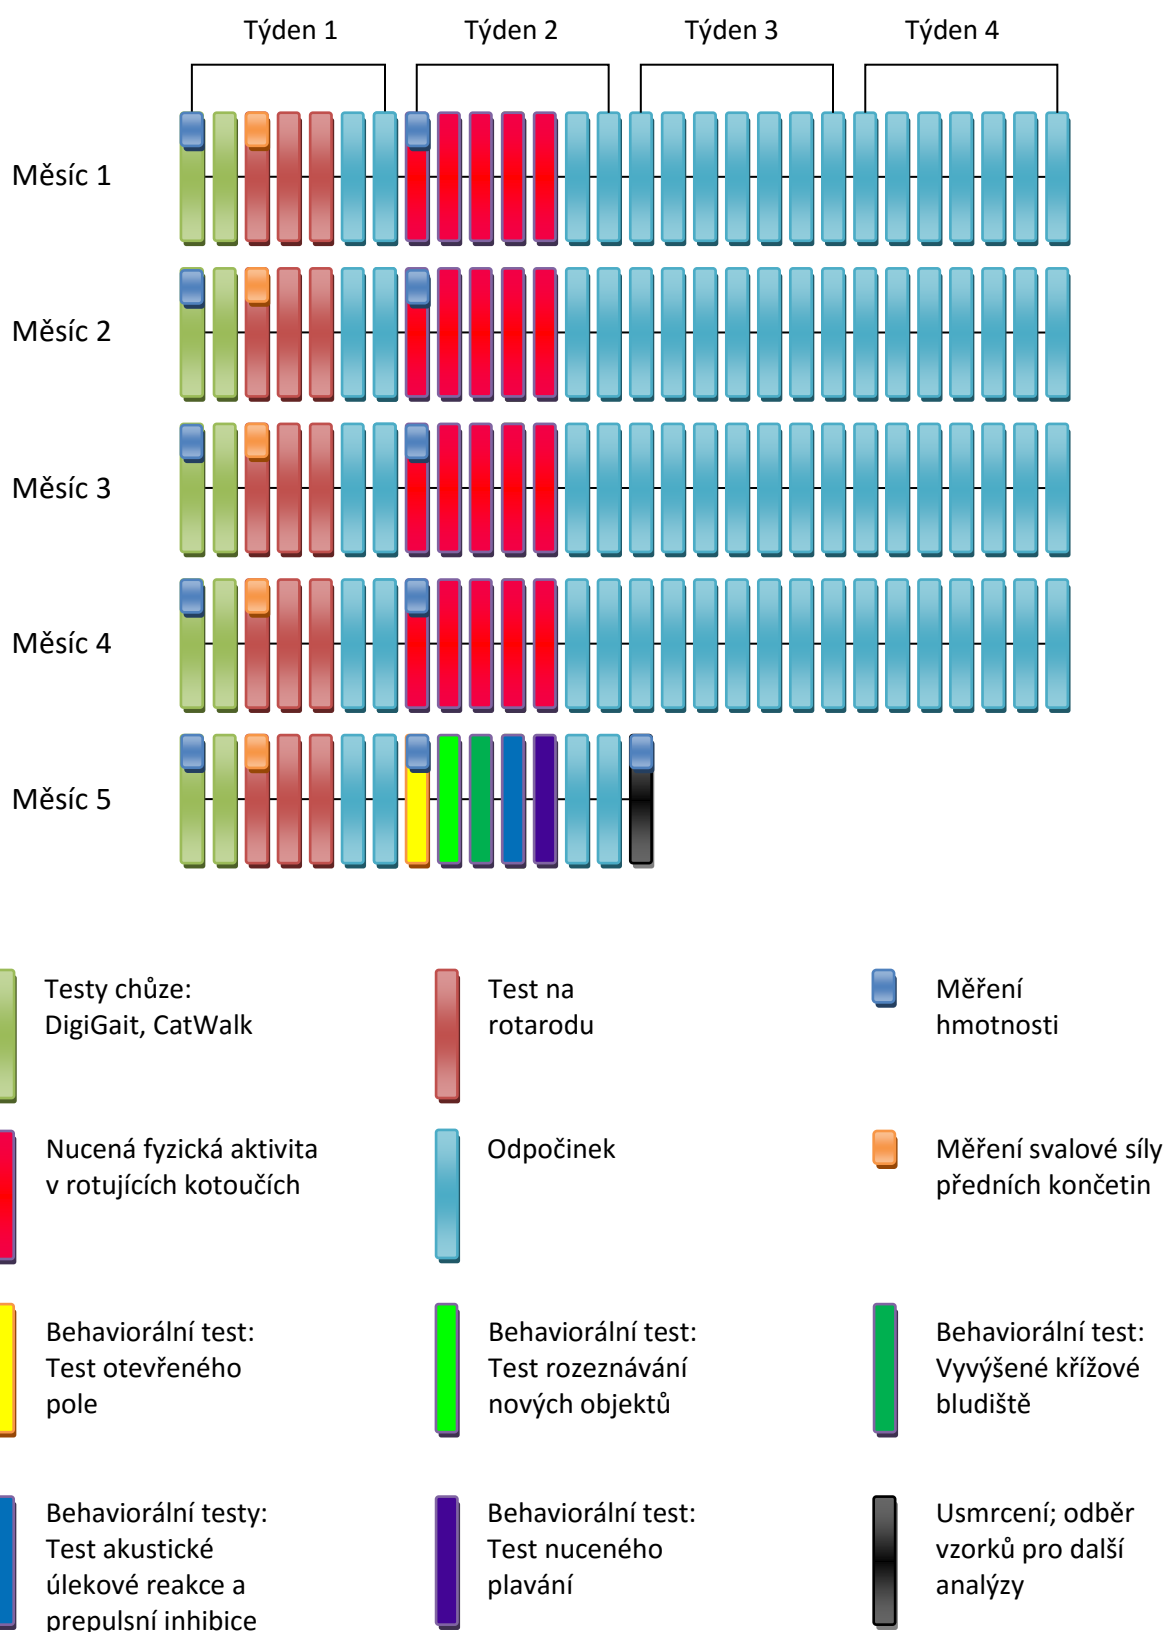 Týden 1
Týden 2
Týden 3
Týden 4
Měsíc 1
Měsíc 2
Měsíc 3
Měsíc 4
Měsíc 5
Testy chůze:
DigiGait, CatWalk
Test na
rotarodu
Měření
hmotnosti
Nucená fyzická aktivita
v rotujících kotoučích
Odpočinek
Měření svalové síly
předních končetin
Behaviorální test:
Test otevřeného
pole
Behaviorální test:
Test rozeznávání
nových objektů
Behaviorální test:
Vyvýšené křížové
bludiště
Behaviorální testy:
Test akustické
úlekové reakce a
prepulsní inhibice
Behaviorální test:
Test nuceného
plavání
Usmrcení; odběr
vzorků pro další
analýzy